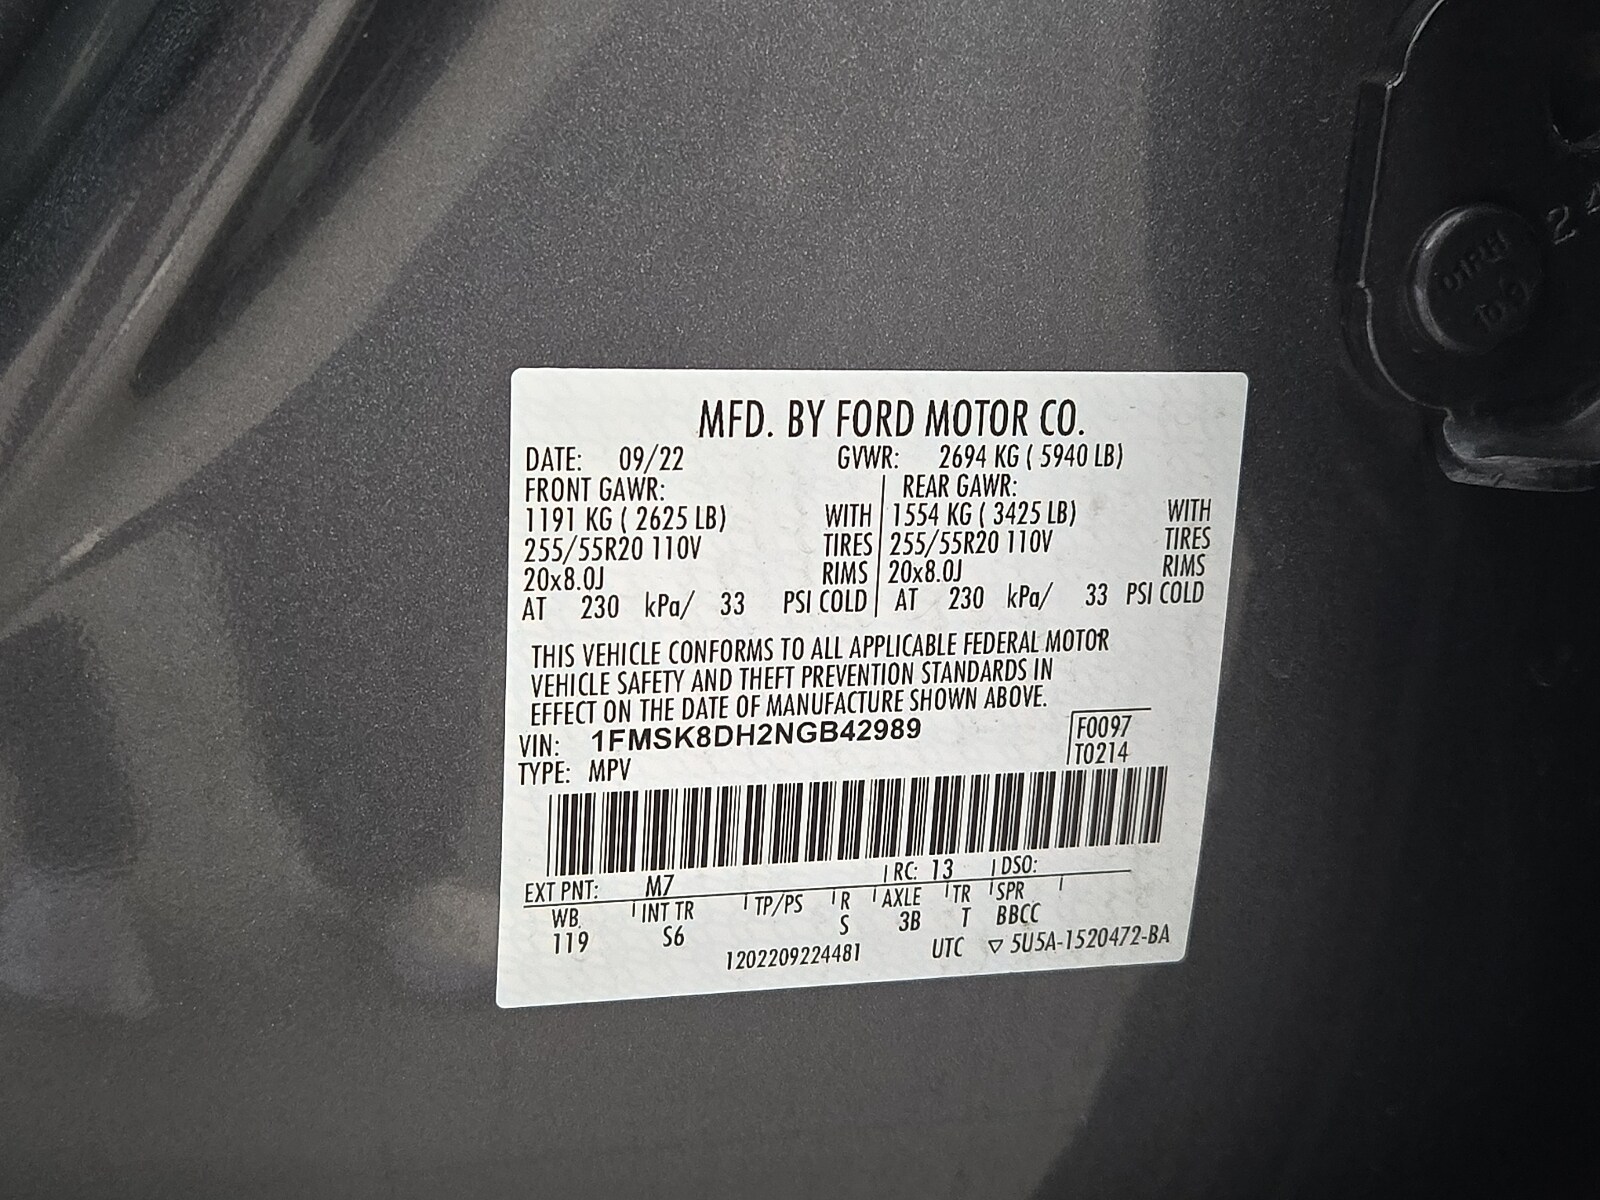 MFD. BY FORD MOTOR CO.
DATE: 09/22 GVWR: 2694 KG ( 5940 LB)
FRONT GAWR: REAR GAWR:
1191 KG ( 2625 LB) WITH 1554 KG ( 3425 LB) WITH
255/55R20 110V TIRES 255/55R20 110V TIRES
20x8.0J RIMS 20x8.0J RIMS
AT 230 kPa/ 33 PSI COLD AT 230 kPa/ 33 PSI COLD
THIS VEHICLE CONFORMS TO ALL APPLICABLE FEDERAL MOTOR
VEHICLE SAFETY AND THEFT PREVENTION STANDARDS IN
EFFECT ON THE DATE OF MANUFACTURE SHOWN ABOVE.
VIN: 1FMSK8DH2NGB42989 F0097
TYPE: MPV T0214
EXT PNT: M7 RC: 13 DSO:
WB INT TR TP/PS R AXLE TR SPR
119 S6 S 3B T BBCC
1202209224481 UTC ▽ 5U5A-1520472-BA